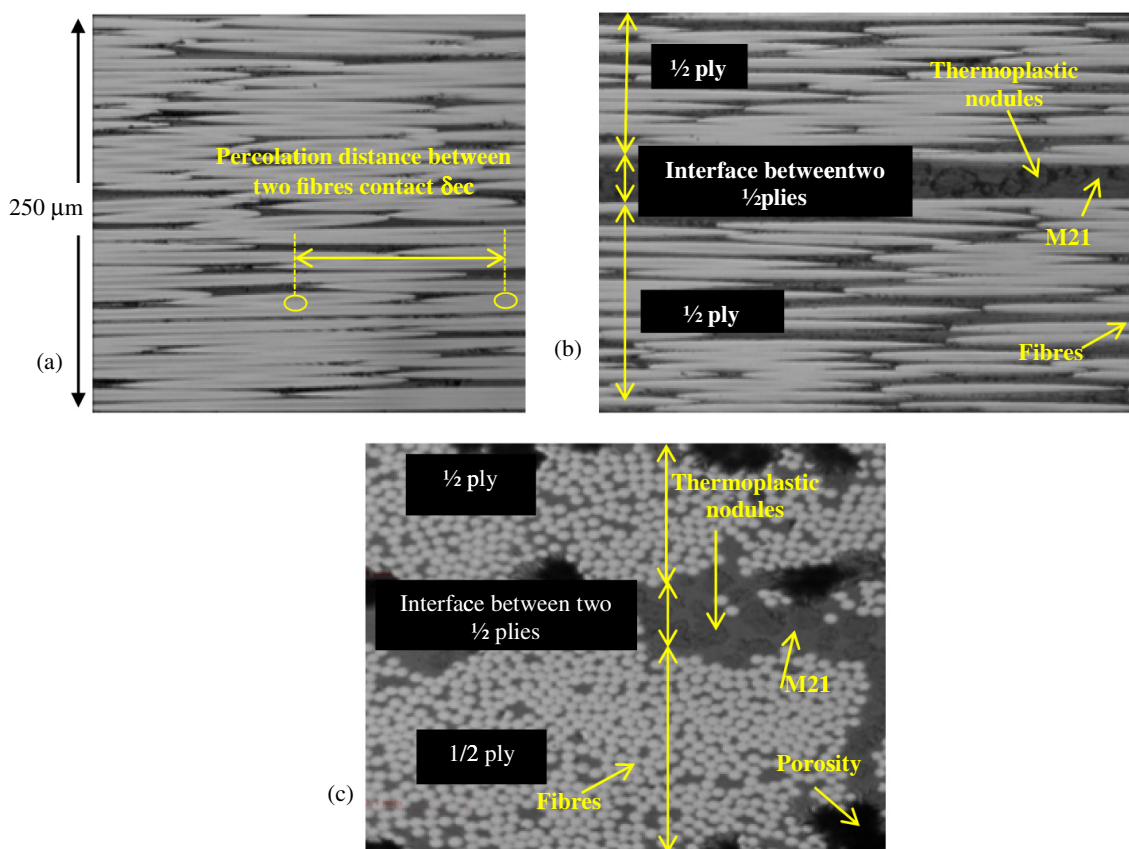 250 µm
Percolation distance between
two fibres contact δec
(a)
½ ply
Thermoplastic
nodules
Interface betweentwo
½plies
M21
½ ply
Fibres
(b)
½ ply
Thermoplastic
nodules
Interface between two
½ plies
M21
1/2 ply
Fibres
Porosity
(c)